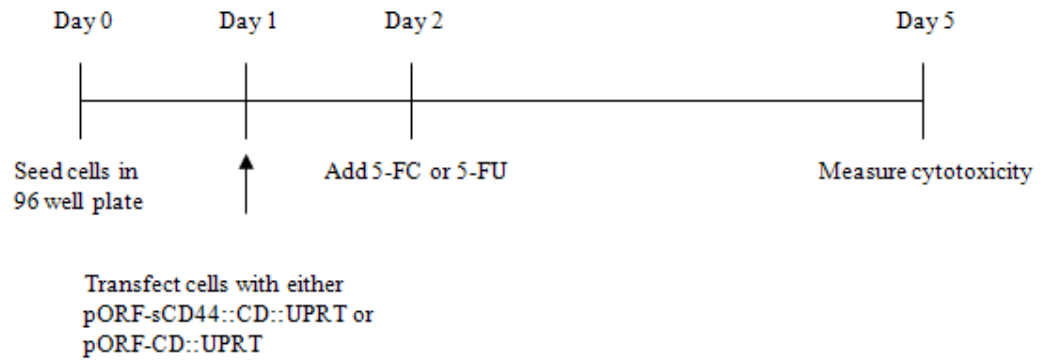 Day 0
Day 1
Day 2
Day 5
Seed cells in
96 well plate
Add 5-FC or 5-FU
Measure cytotoxicity
Transfect cells with either
pORF-sCD44::CD::UPRT or
pORF-CD::UPRT